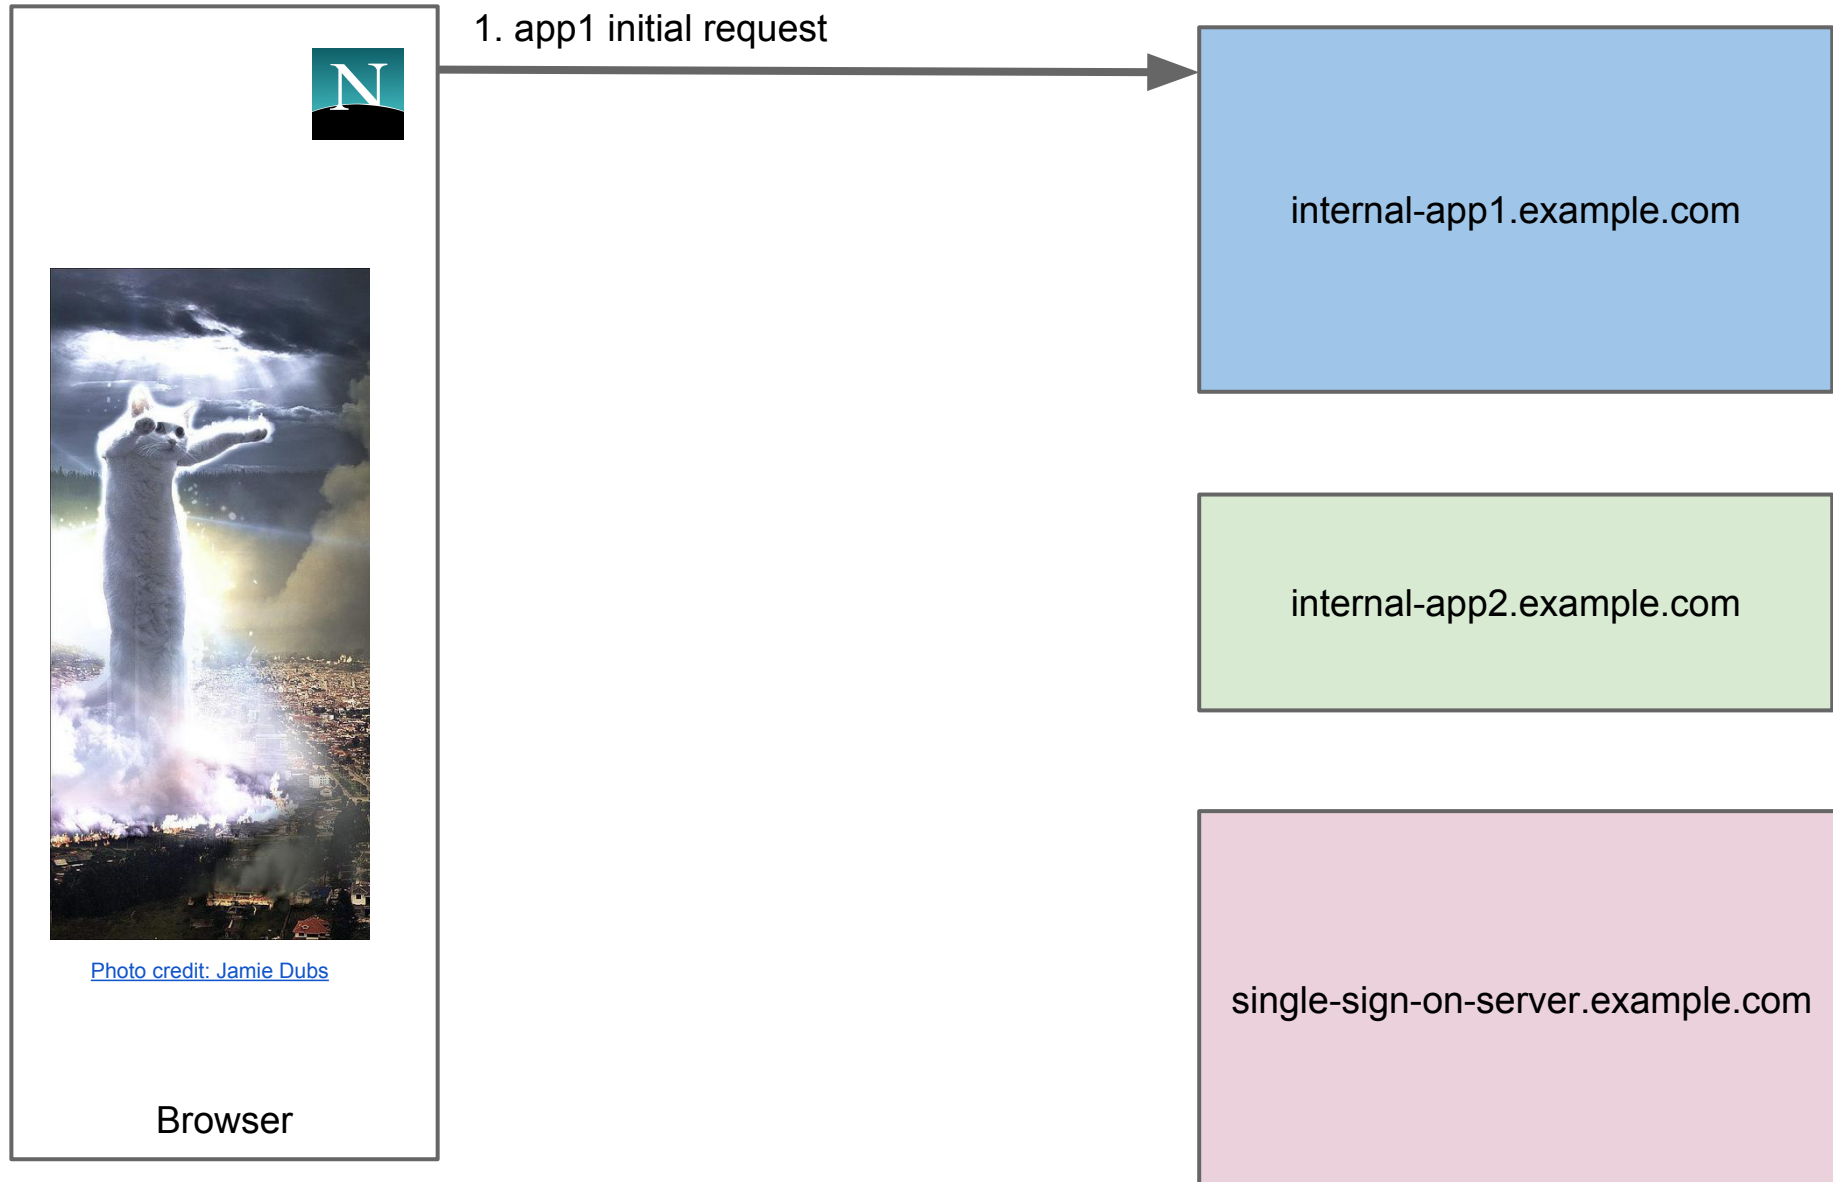 1. app1 initial request
N
internal-app1.example.com
internal-app2.example.com
single-sign-on-server.example.com
Photo credit: Jamie Dubs
Browser